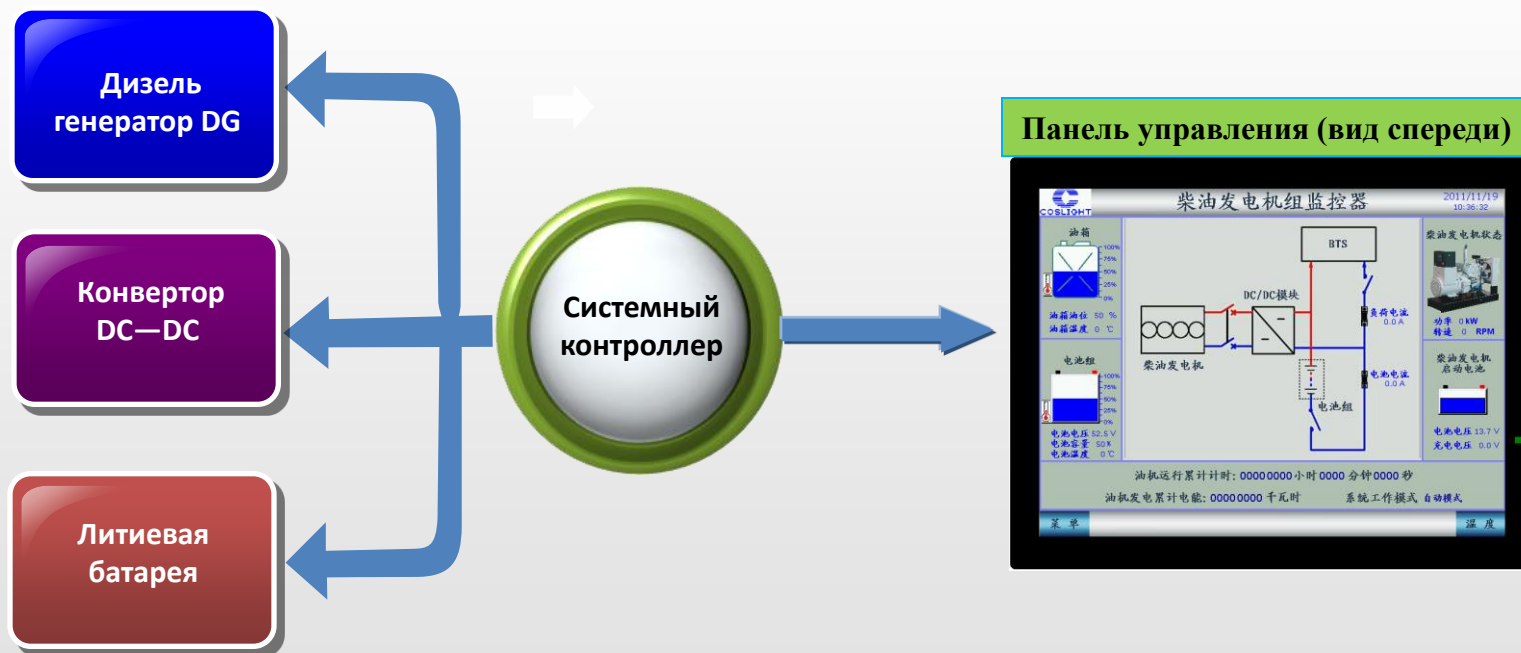 Дизель
генератор DG
Конвертор
DC—DC
Литиевая
батарея
Системный
контроллер
Панель управления (вид спереди)
COSLIGHT
柴油发电机组监控器
2011/11/19
10:36:32
油箱
100%
75%
50%
25%
0%
油箱油位 50 %
油箱温度 0 ℃
电池组
100%
75%
50%
25%
0%
电池电压 52.5 V
电池容量 50%
电池温度 0 ℃
BTS
DC/DC模块
柴油发电机
负荷电流
0.0 A
电池电流
0.0 A
电池组
柴油发电机状态
功率 0 kW
转速 0 RPM
柴油发电机
启动电池
电池电压 13.7 V
充电电压 0.0 V
油机运行累计计时: 00000000 小时 0000 分钟 0000 秒
油机发电累计电能: 00000000 千瓦时 系统工作模式 自动模式
菜单
温度